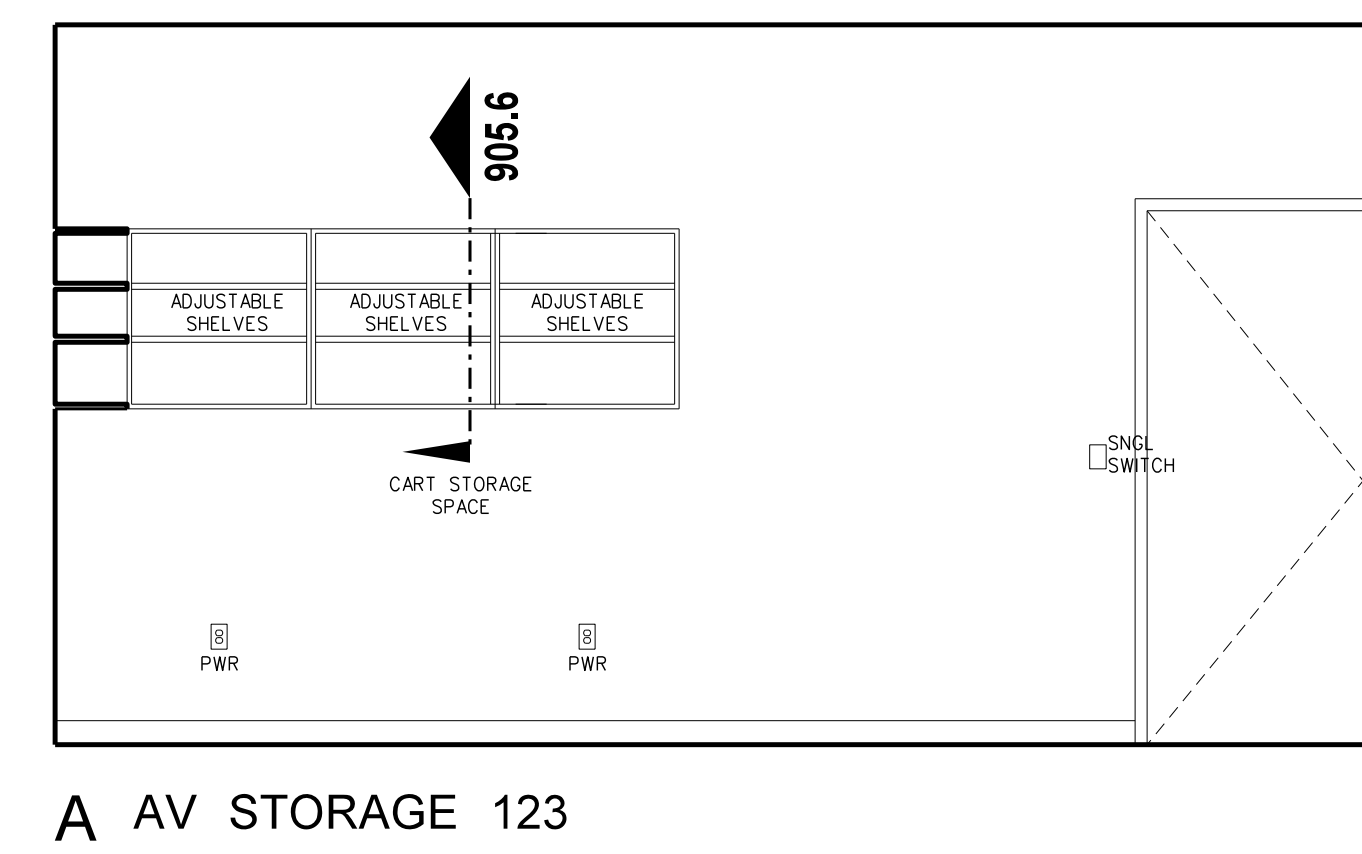 905.6
ADJUSTABLE
SHELVES
ADJUSTABLE
SHELVES
ADJUSTABLE
SHELVES
SNGL
SWITCH
CART STORAGE
SPACE
PWR
PWR
A AV STORAGE 123